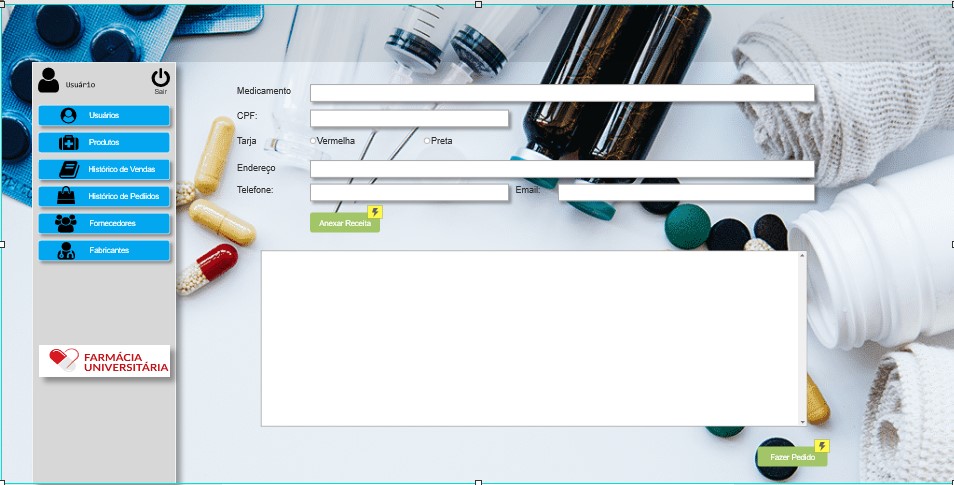 Usuário
Sair
Usuários
Produtos
Histórico de Vendas
Histórico de Pedidos
Fornecedores
Fabricantes
FARMÁCIA
UNIVERSITÁRIA
Medicamento
CPF:
Tarja Vermelha Preta
Endereço
Telefone: Email:
Anexar Receita
Fazer Pedido